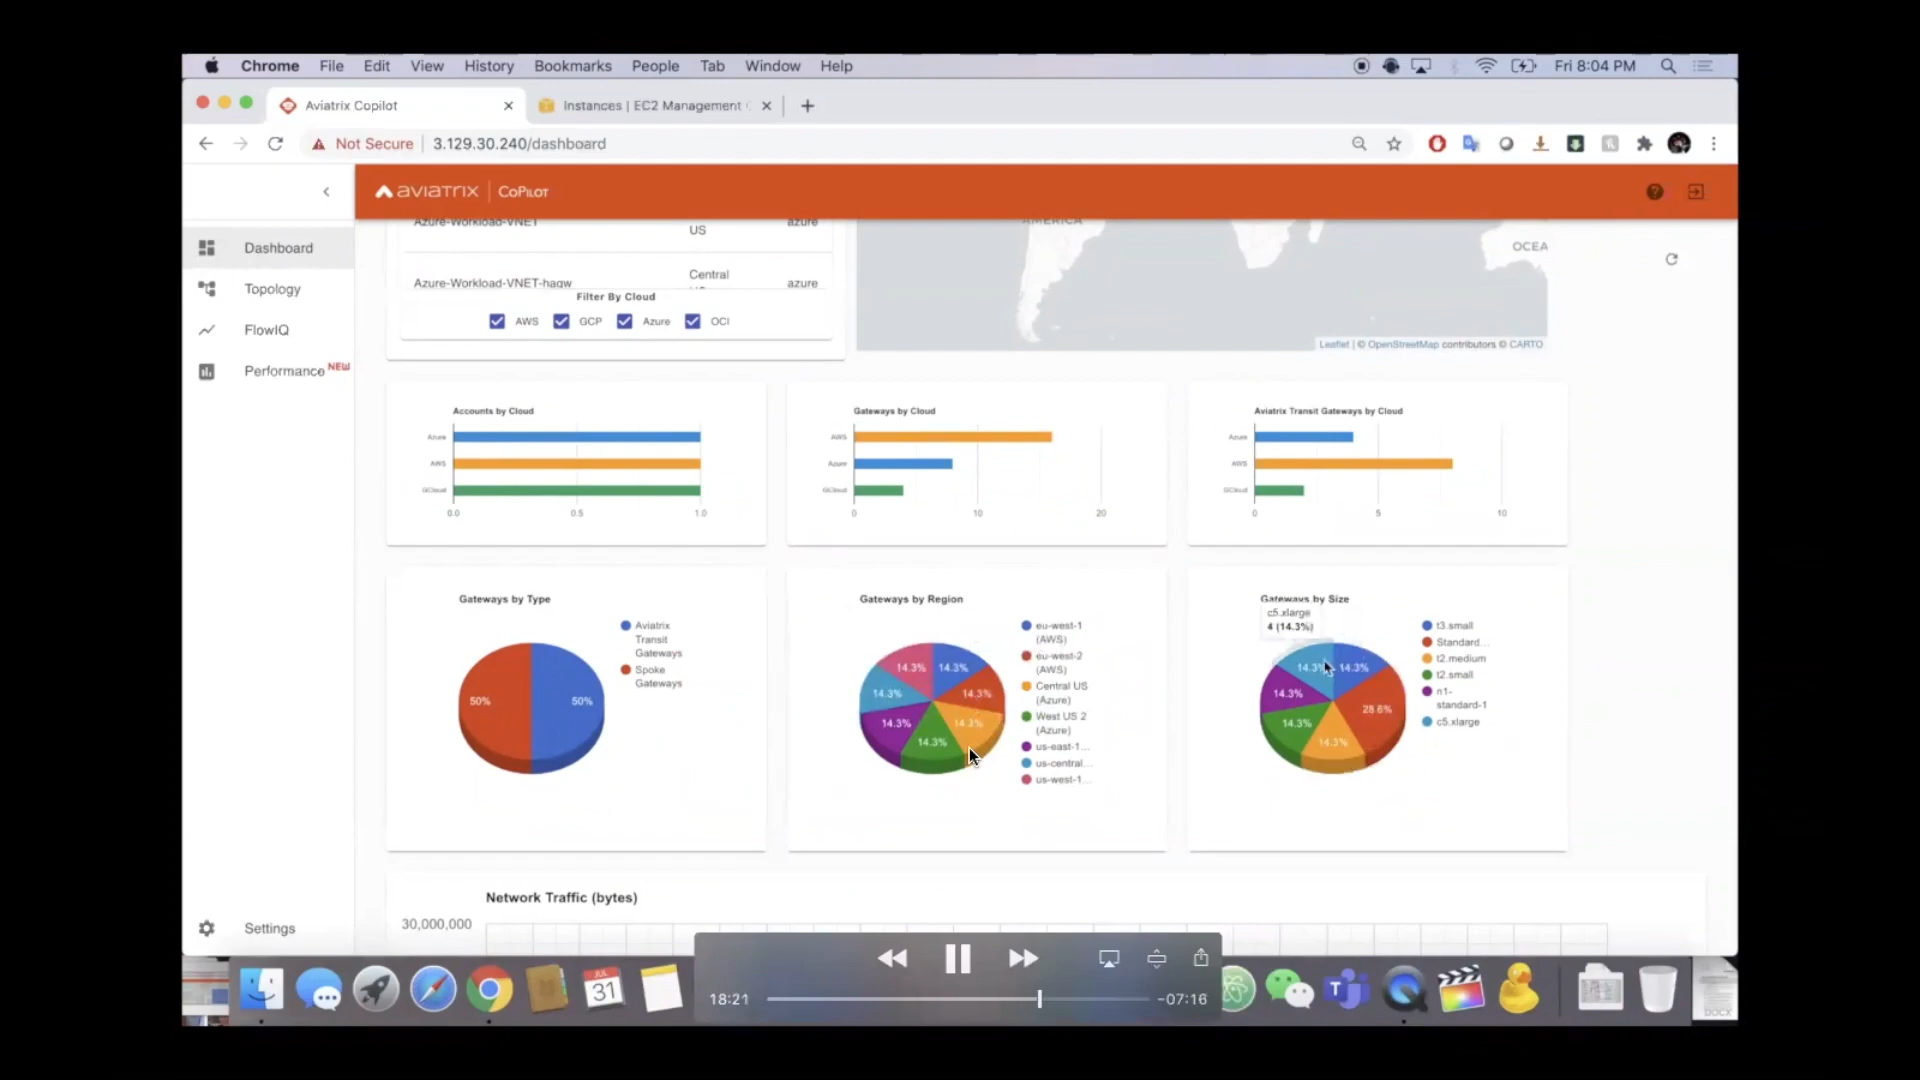 Chrome File Edit View History Bookmarks People Tab Window Help Fri 8:04 PM
Aviatrix Copilot Instances | EC2 Management
Not Secure 3.129.30.240/dashboard
aviatrix CoPilot
Dashboard
Topology
FlowIQ
Performance NEW
Settings
Azure-Workload-VNET US azure
Azure-Workload-VNET-hagw Central azure
Filter By Cloud
AWS GCP Azure OCI
AMERICA
OCEA
Leaflet | © OpenStreetMap contributors © CARTO
Accounts by Cloud
Azure
AWS
GCloud
0.0 0.5 1.0
Gateways by Cloud
AWS
Azure
GCloud
0 10 20
Aviatrix Transit Gateways by Cloud
Azure
AWS
GCloud
0 5 10
Gateways by Type
50% 50%
Aviatrix
Transit
Gateways
Spoke
Gateways
Gateways by Region
14.3% 14.3%
14.3% 14.3%
14.3% 14.3%
14.3%
eu-west-1
(AWS)
eu-west-2
(AWS)
Central US
(Azure)
West US 2
(Azure)
us-east-1...
us-central...
us-west-1...
Gateways by Size
c5.xlarge
4 (14.3%)
14.3% 14.3%
14.3% 28.6%
14.3% 14.3%
t3.small
Standard...
t2.medium
t2.small
n1-
standard-1
c5.xlarge
Network Traffic (bytes)
30,000,000
18:21 -07:16
JUL
31
DOCX